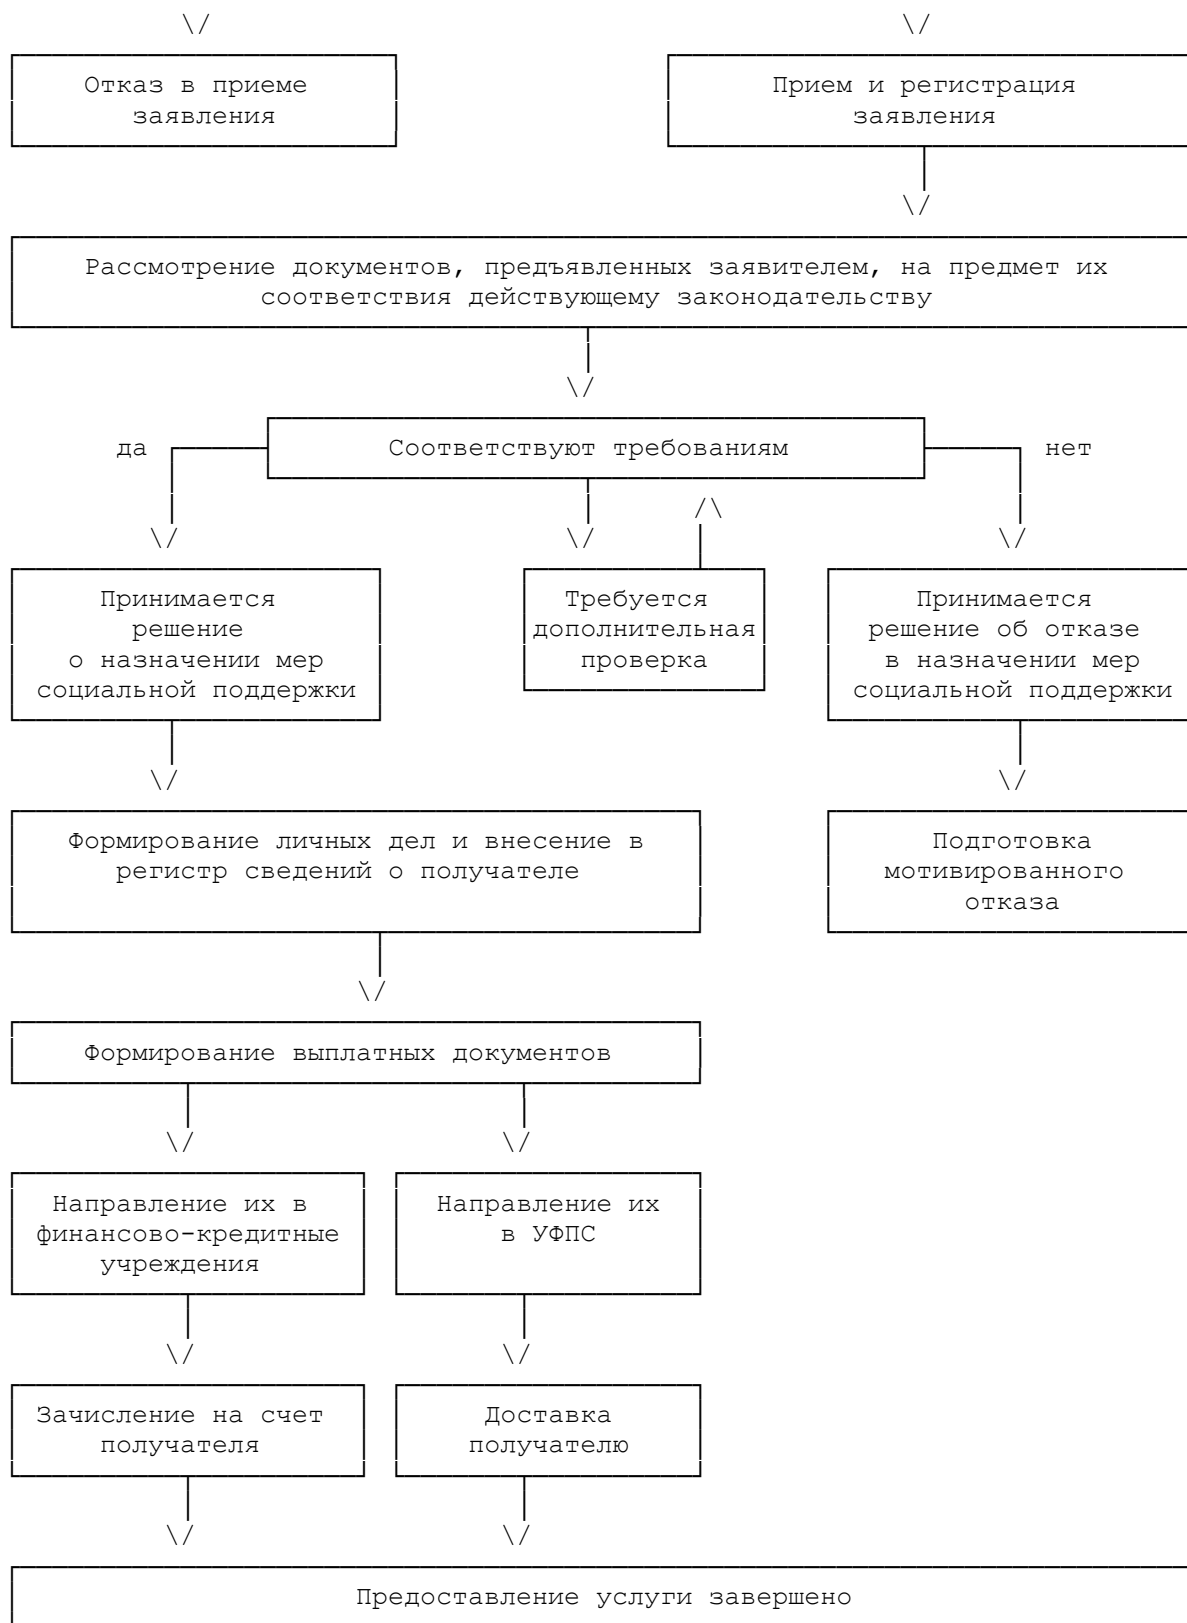 Отказ в приеме
заявления
Прием и регистрация
заявления
Рассмотрение документов, предъявленных заявителем, на предмет их
соответствия действующему законодательству
да
Соответствуют требованиям
нет
Принимается
решение
о назначении мер
социальной поддержки
Требуется
дополнительная
проверка
Принимается
решение об отказе
в назначении мер
социальной поддержки
Формирование личных дел и внесение в
регистр сведений о получателе
Подготовка
мотивированного
отказа
Формирование выплатных документов
Направление их в
финансово-кредитные
учреждения
Направление их
в УФПС
Зачисление на счет
получателя
Доставка
получателю
Предоставление услуги завершено